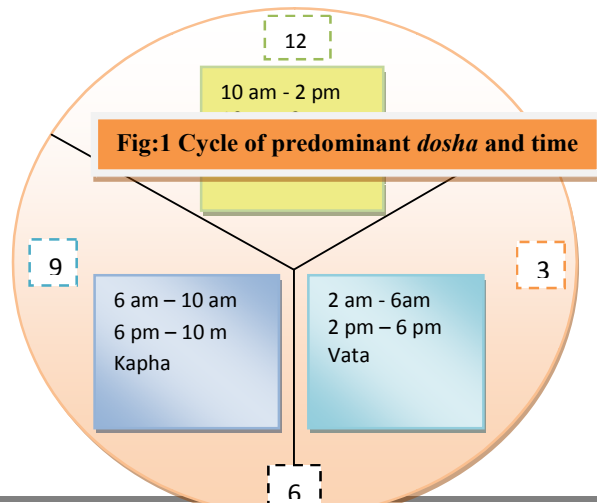 12
10 am - 2 pm
Fig:1 Cycle of predominant dosha and time
9
3
6 am – 10 am
6 pm – 10 m
Kapha
2 am - 6am
2 pm – 6 pm
Vata
6